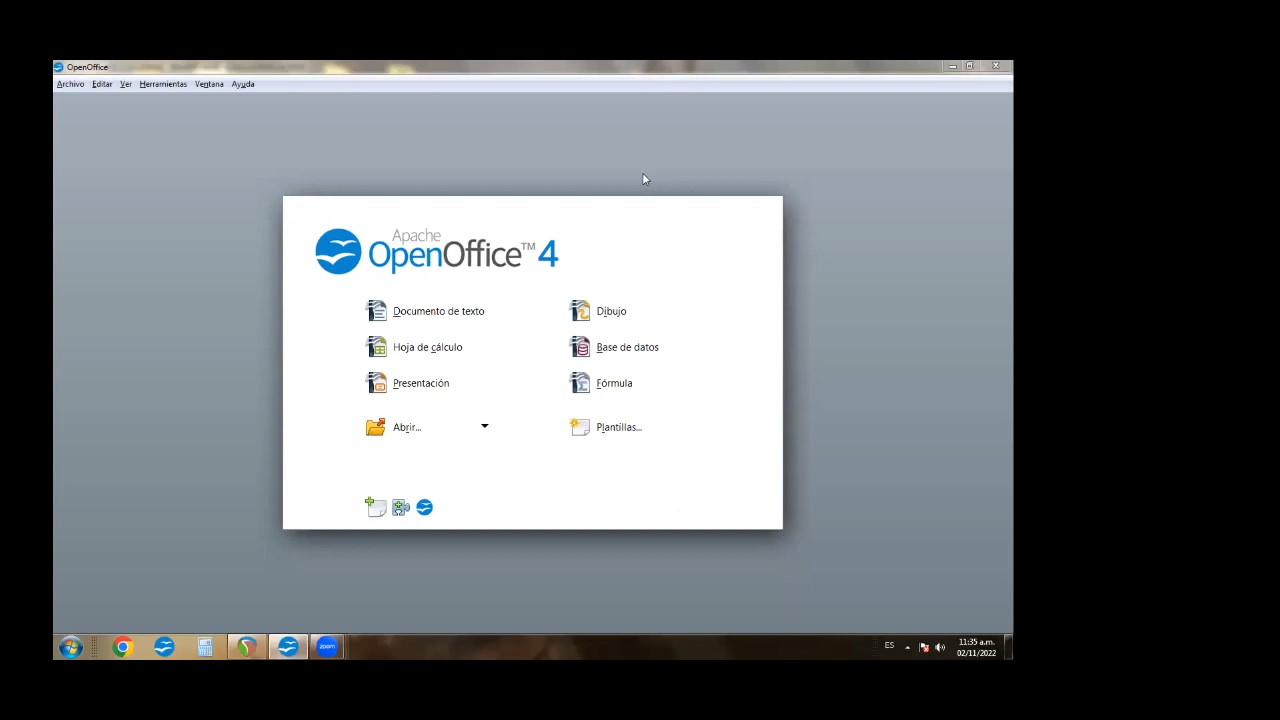 OpenOffice
Archivo Editar Ver Herramientas Ventana Ayuda
Apache
OpenOffice™ 4
Documento de texto Dibujo
Hoja de cálculo Base de datos
Presentación Fórmula
Abrir... Plantillas...
zoom
ES
11:35 a.m.
02/11/2022